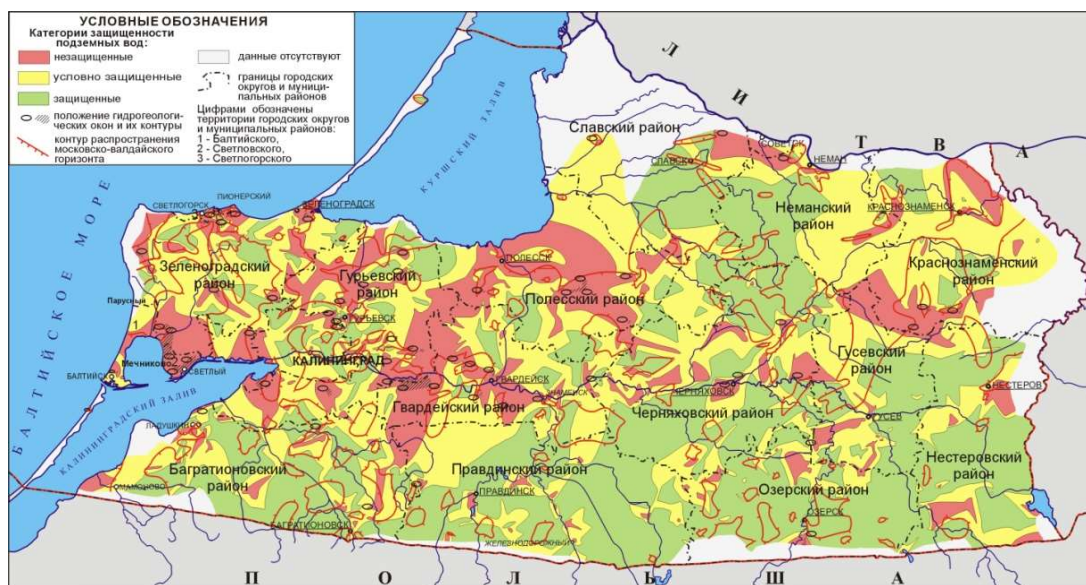 УСЛОВНЫЕ ОБОЗНАЧЕНИЯ
Категории защищенности
подземных вод:
незащищенные
условно защищенные
защищенные
положение гидрогеологи-
ческих окон и их контуры
контур распространения
московско-валдайского
горизонта
данные отсутствуют
границы городских
округов и муници-
пальных районов
Цифрами обозначены
территории городских округов
и муниципальных районов:
1 - Балтийского,
2 - Светловского,
3 - Светлогорского
БАЛТИЙСКОЕ МОРЕ
КУРШСКИЙ ЗАЛИВ
КАЛИНИНГРАДСКИЙ ЗАЛИВ
ЛИТВА
ПОЛЬША
Славский район
СЛАВСК
СОВЕТСК
НЕМАН
Неманский
район
КРАСНОЗНАМЕНСК
Краснознаменский
район
ПИОНЕРСКИЙ
СВЕТЛОГОРСК
ЗЕЛЕНОГРАДСК
Зеленоградский
район
Гурьевский
район
ГУРЬЕВСК
ПОЛЕССК
Полесский район
Парусный
1
Мечниково
БАЛТИЙСК
СВЕТЛЫЙ
КАЛИНИНГРАД
ГВАРДЕЙСК
Гвардейский район
ЗНАМЕНСК
ЧЕРНЯХОВСК
Черняховский район
Гусевский
район
ГУСЕВ
НЕСТЕРОВ
Нестеровский
район
ЛАДУШКИН
Багратионовский
район
МАМОНОВО
БАГРАТИОНОВСК
Правдинский район
ПРАВДИНСК
ЖЕЛЕЗНОДОРОЖНЫЙ
Озерский район
ОЗЕРСК